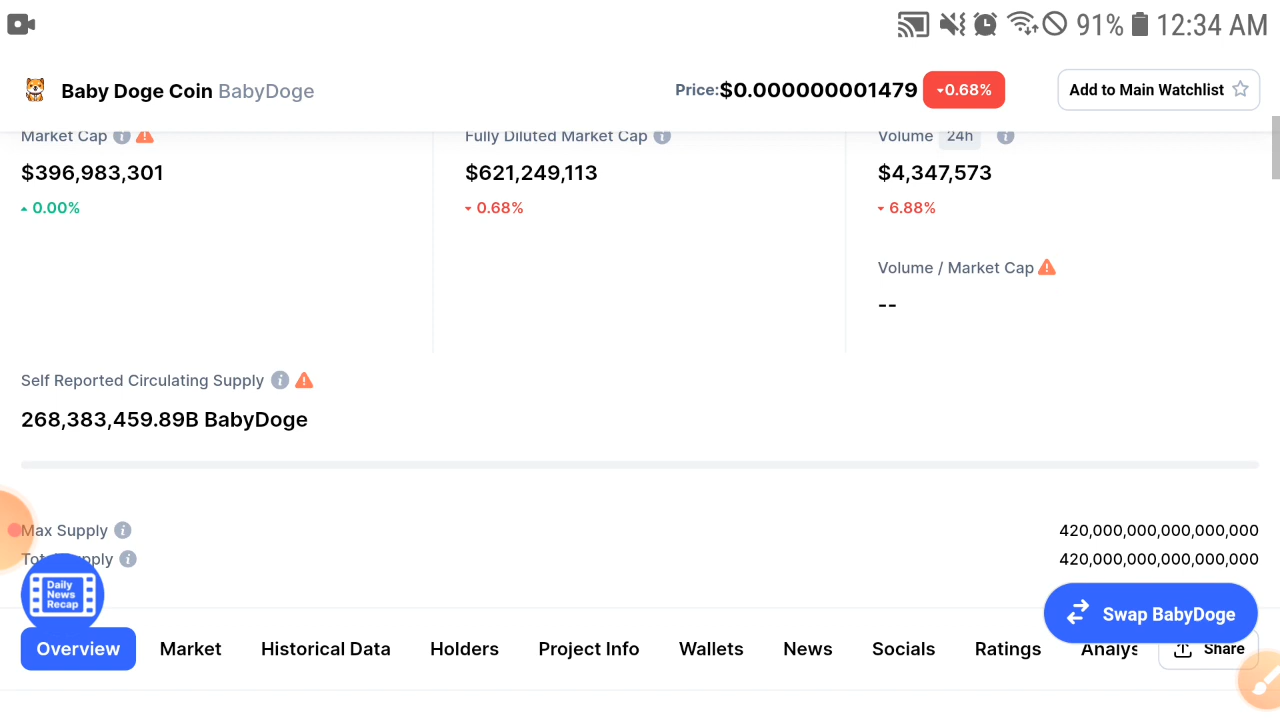 91% 12:34 AM
Baby Doge Coin BabyDoge Price:$0.000000001479 0.68% Add to Main Watchlist
Market Cap Fully Diluted Market Cap Volume 24h
$396,983,301 $621,249,113 $4,347,573
0.00% 0.68% 6.88%
Volume / Market Cap
--
Self Reported Circulating Supply
268,383,459.89B BabyDoge
Max Supply 420,000,000,000,000,000
Total Supply 420,000,000,000,000,000
Daily
News
Recap
Swap BabyDoge
Overview Market Historical Data Holders Project Info Wallets News Socials Ratings Analys Share